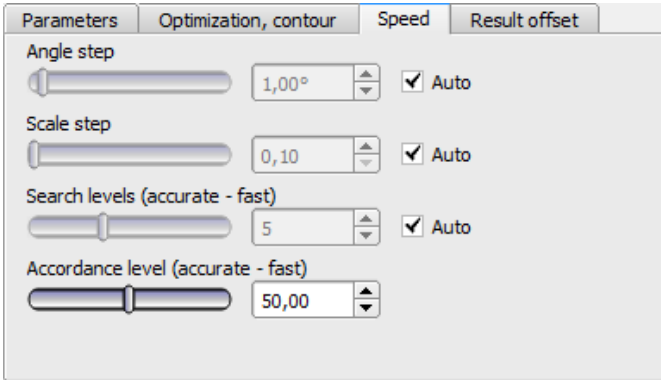 Parameters Optimization, contour Speed Result offset
Angle step
1,00° Auto
Scale step
0,10 Auto
Search levels (accurate - fast)
5 Auto
Accordance level (accurate - fast)
50,00